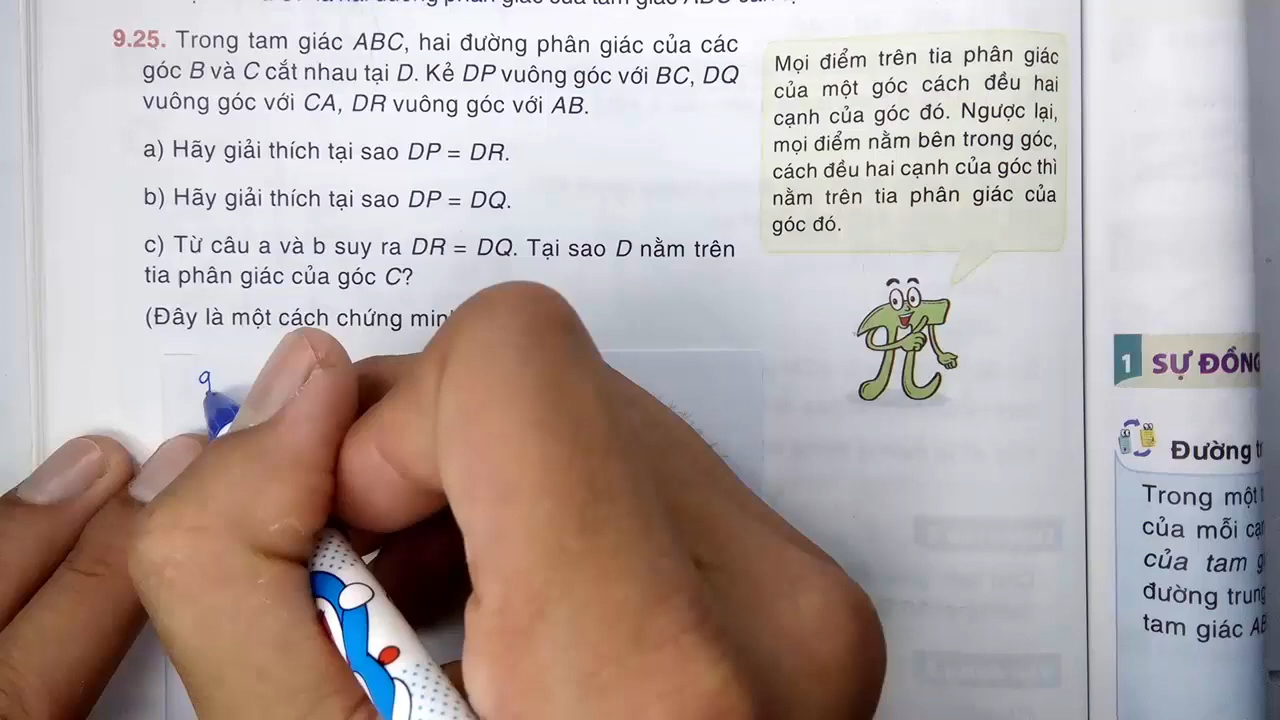 9.25. Trong tam giác ABC, hai đường phân giác của các
góc B và C cắt nhau tại D. Kẻ DP vuông góc với BC, DQ
vuông góc với CA, DR vuông góc với AB.
a) Hãy giải thích tại sao DP = DR.
b) Hãy giải thích tại sao DP = DQ.
c) Từ câu a và b suy ra DR = DQ. Tại sao D nằm trên
tia phân giác của góc C?
(Đây là một cách chứng
9
Mọi điểm trên tia phân giác
của một góc cách đều hai
cạnh của góc đó. Ngược lại,
mọi điểm nằm bên trong góc,
cách đều hai cạnh của góc thì
nằm trên tia phân giác của
góc đó.
1 SỰ ĐỒNG
Đường
Trong một
của mỗi
của tam
đường trung
tam giác